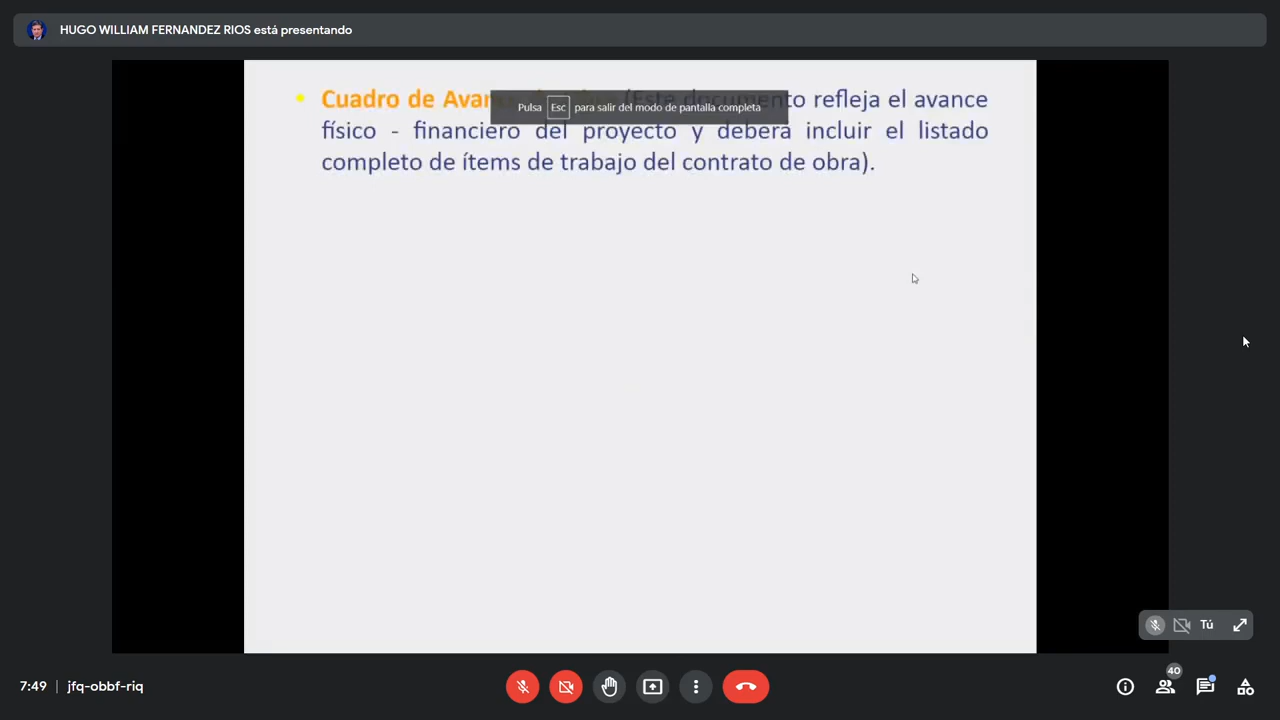 HUGO WILLIAM FERNANDEZ RIOS está presentando
Cuadro de Avan (Este documento refleja el avance
Pulsa Esc para salir del modo de pantalla completa
físico - financiero del proyecto y deberá incluir el listado
completo de ítems de trabajo del contrato de obra).
Tú
40
7:49 | jfq-obbf-riq